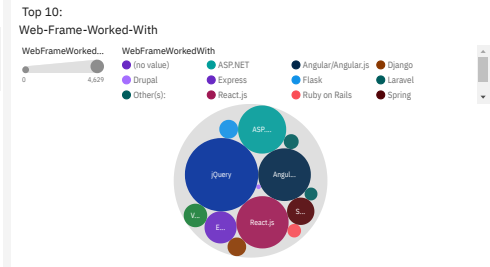 Top 10:
Web-Frame-Worked-With
WebFrameWorked... WebFrameWorkedWith
(no value) ASP.NET Angular/Angular.js Django
0 4,629 Drupal Express Flask Laravel
Other(s): React.js Ruby on Rails Spring
ASP....
jQuery Angul...
V... E... React.js S...